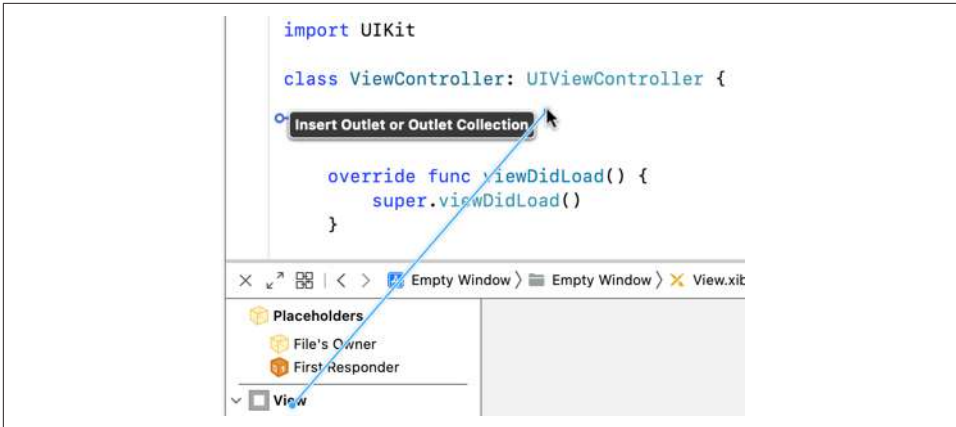 import UIKit
class ViewController: UIViewController {
Insert Outlet or Outlet Collection
override func viewDidLoad() {
super.viewDidLoad()
}
Empty Window 〉 Empty Window 〉 View.xib
Placeholders
File's Owner
First Responder
View